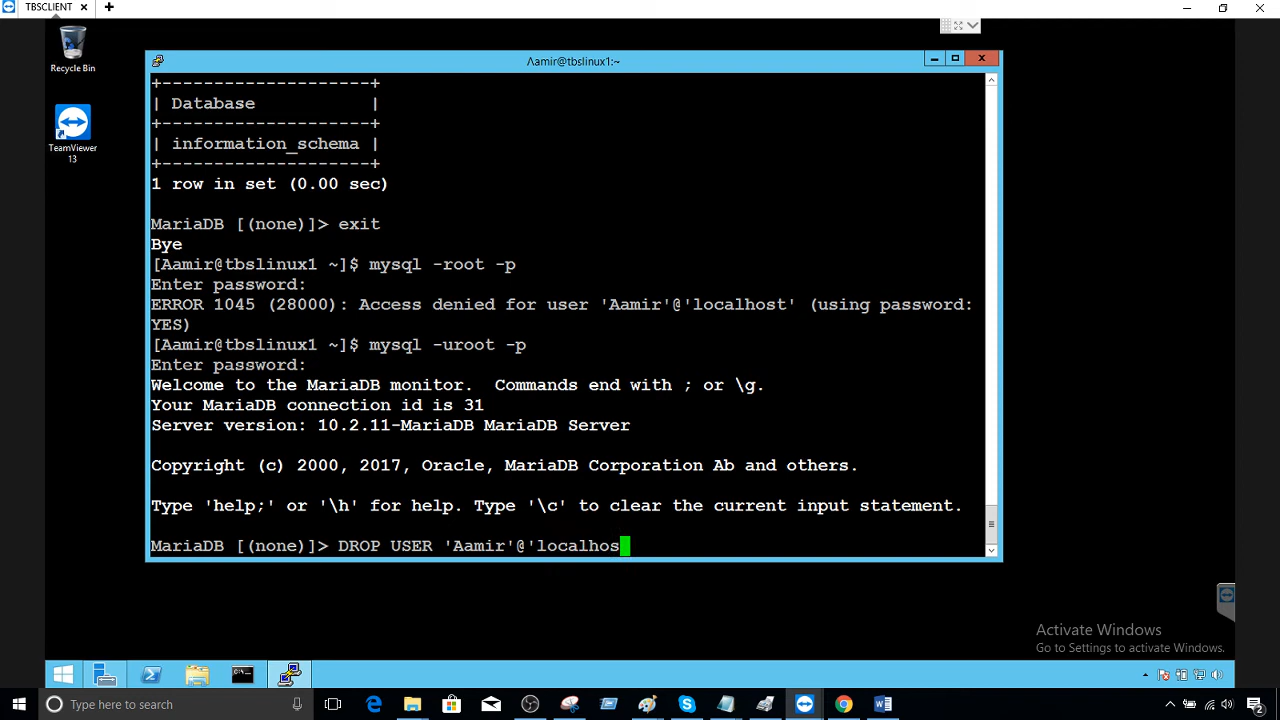 TBSCLIENT
Recycle Bin
TeamViewer
13
Aamir@tbslinux1:~
+--------------------+
| Database           |
+--------------------+
| information_schema |
+--------------------+
1 row in set (0.00 sec)
MariaDB [(none)]> exit
Bye
[Aamir@tbslinux1 ~]$ mysql -root -p
Enter password:
ERROR 1045 (28000): Access denied for user 'Aamir'@'localhost' (using password:
YES)
[Aamir@tbslinux1 ~]$ mysql -uroot -p
Enter password:
Welcome to the MariaDB monitor.  Commands end with ; or \g.
Your MariaDB connection id is 31
Server version: 10.2.11-MariaDB MariaDB Server
Copyright (c) 2000, 2017, Oracle, MariaDB Corporation Ab and others.
Type 'help;' or '\h' for help. Type '\c' to clear the current input statement.
MariaDB [(none)]> DROP USER 'Aamir'@'localhos
Activate Windows
Go to Settings to activate Windows.
Type here to search
2